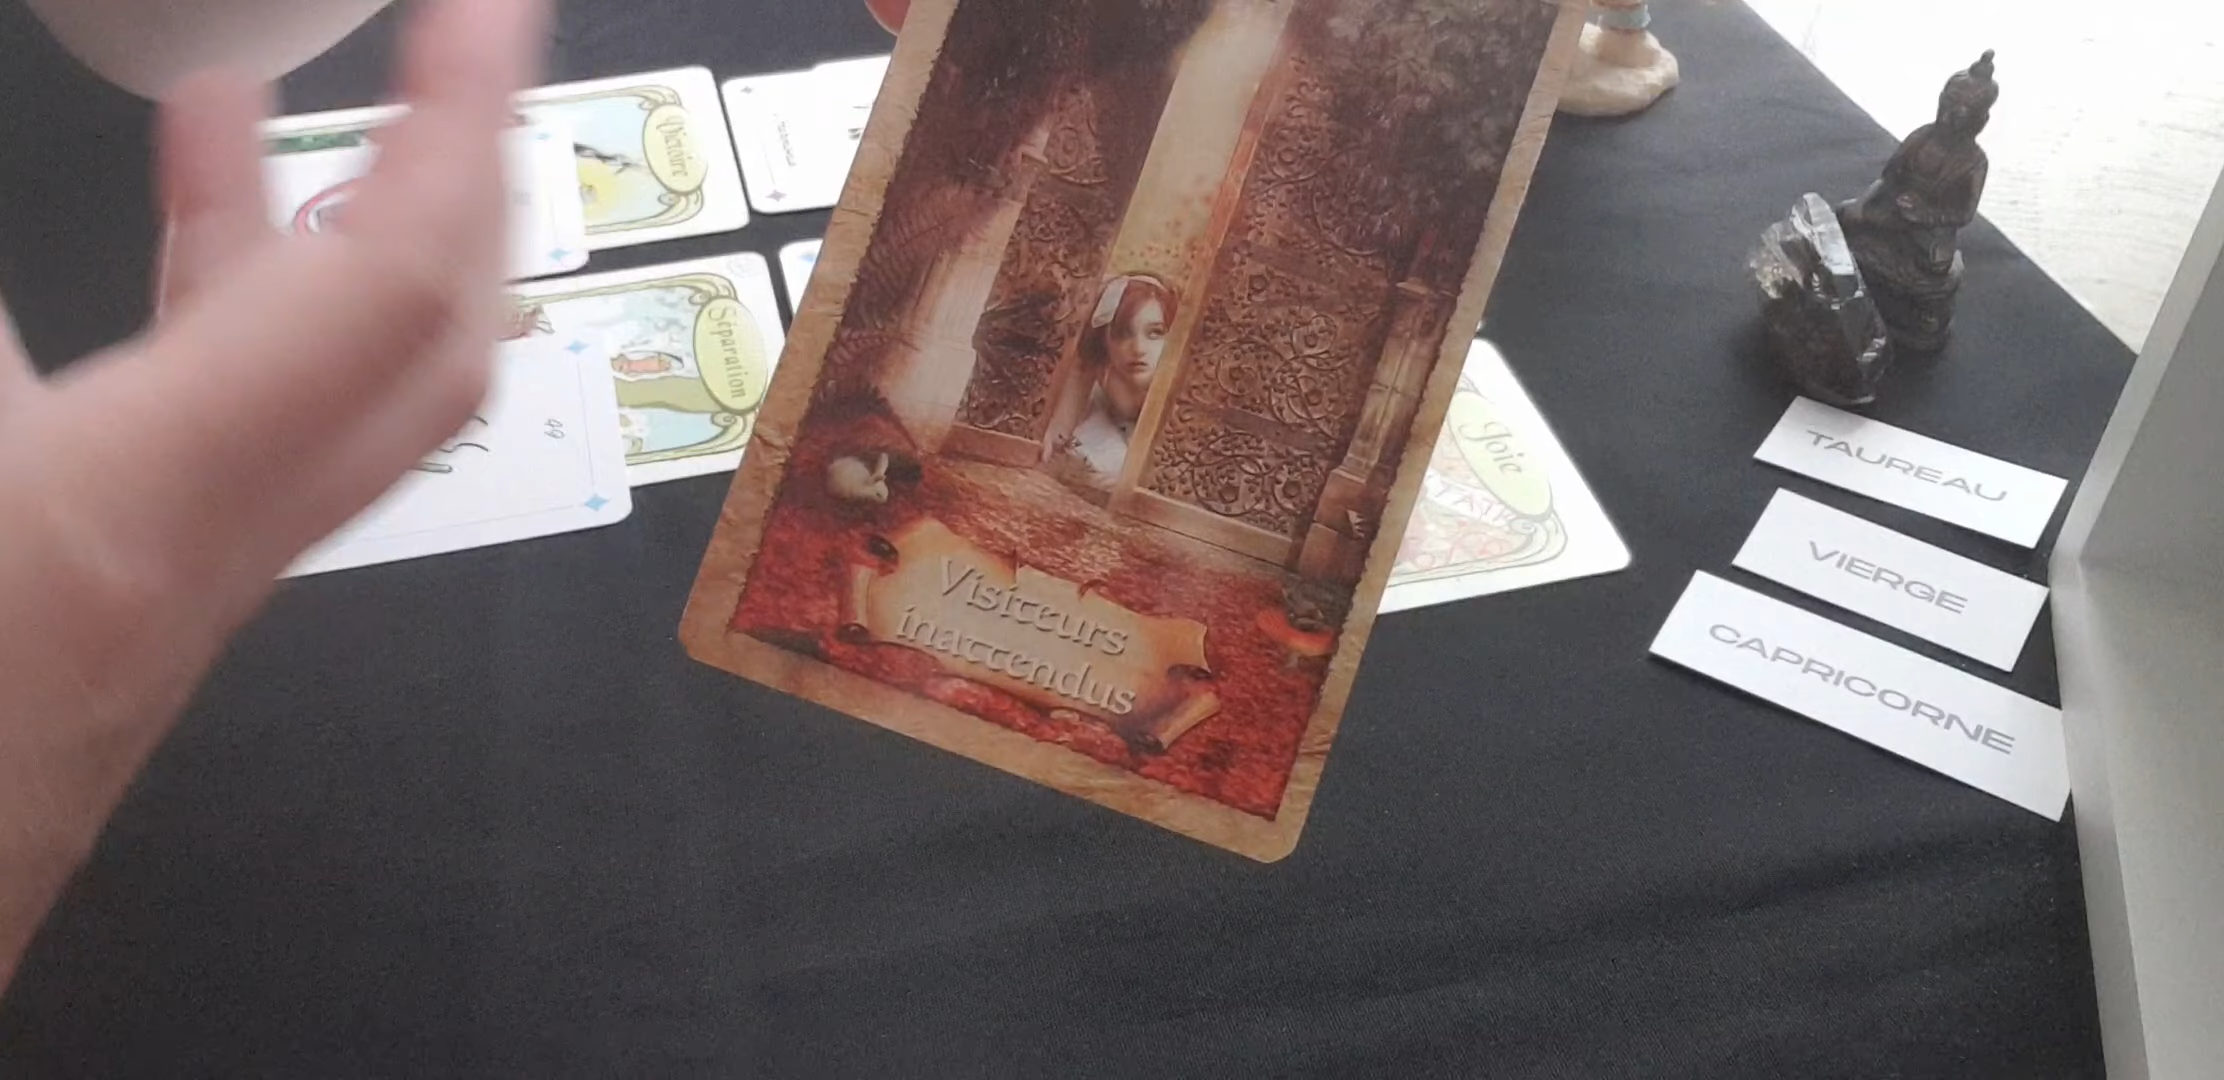 Victoire
Séparation
49
Joie
Visiteurs
inattendus
TAUREAU
VIERGE
CAPRICORNE